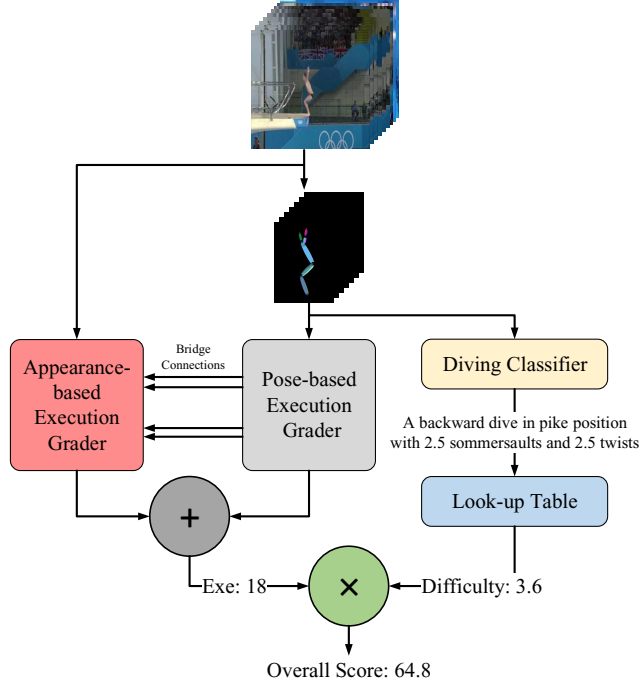 Appearance-
based
Execution
Grader
Bridge
Connections
Pose-based
Execution
Grader
Diving Classifier
A backward dive in pike position
with 2.5 sommersaults and 2.5 twists
Look-up Table
+
Exe: 18
×
Difficulty: 3.6
Overall Score: 64.8